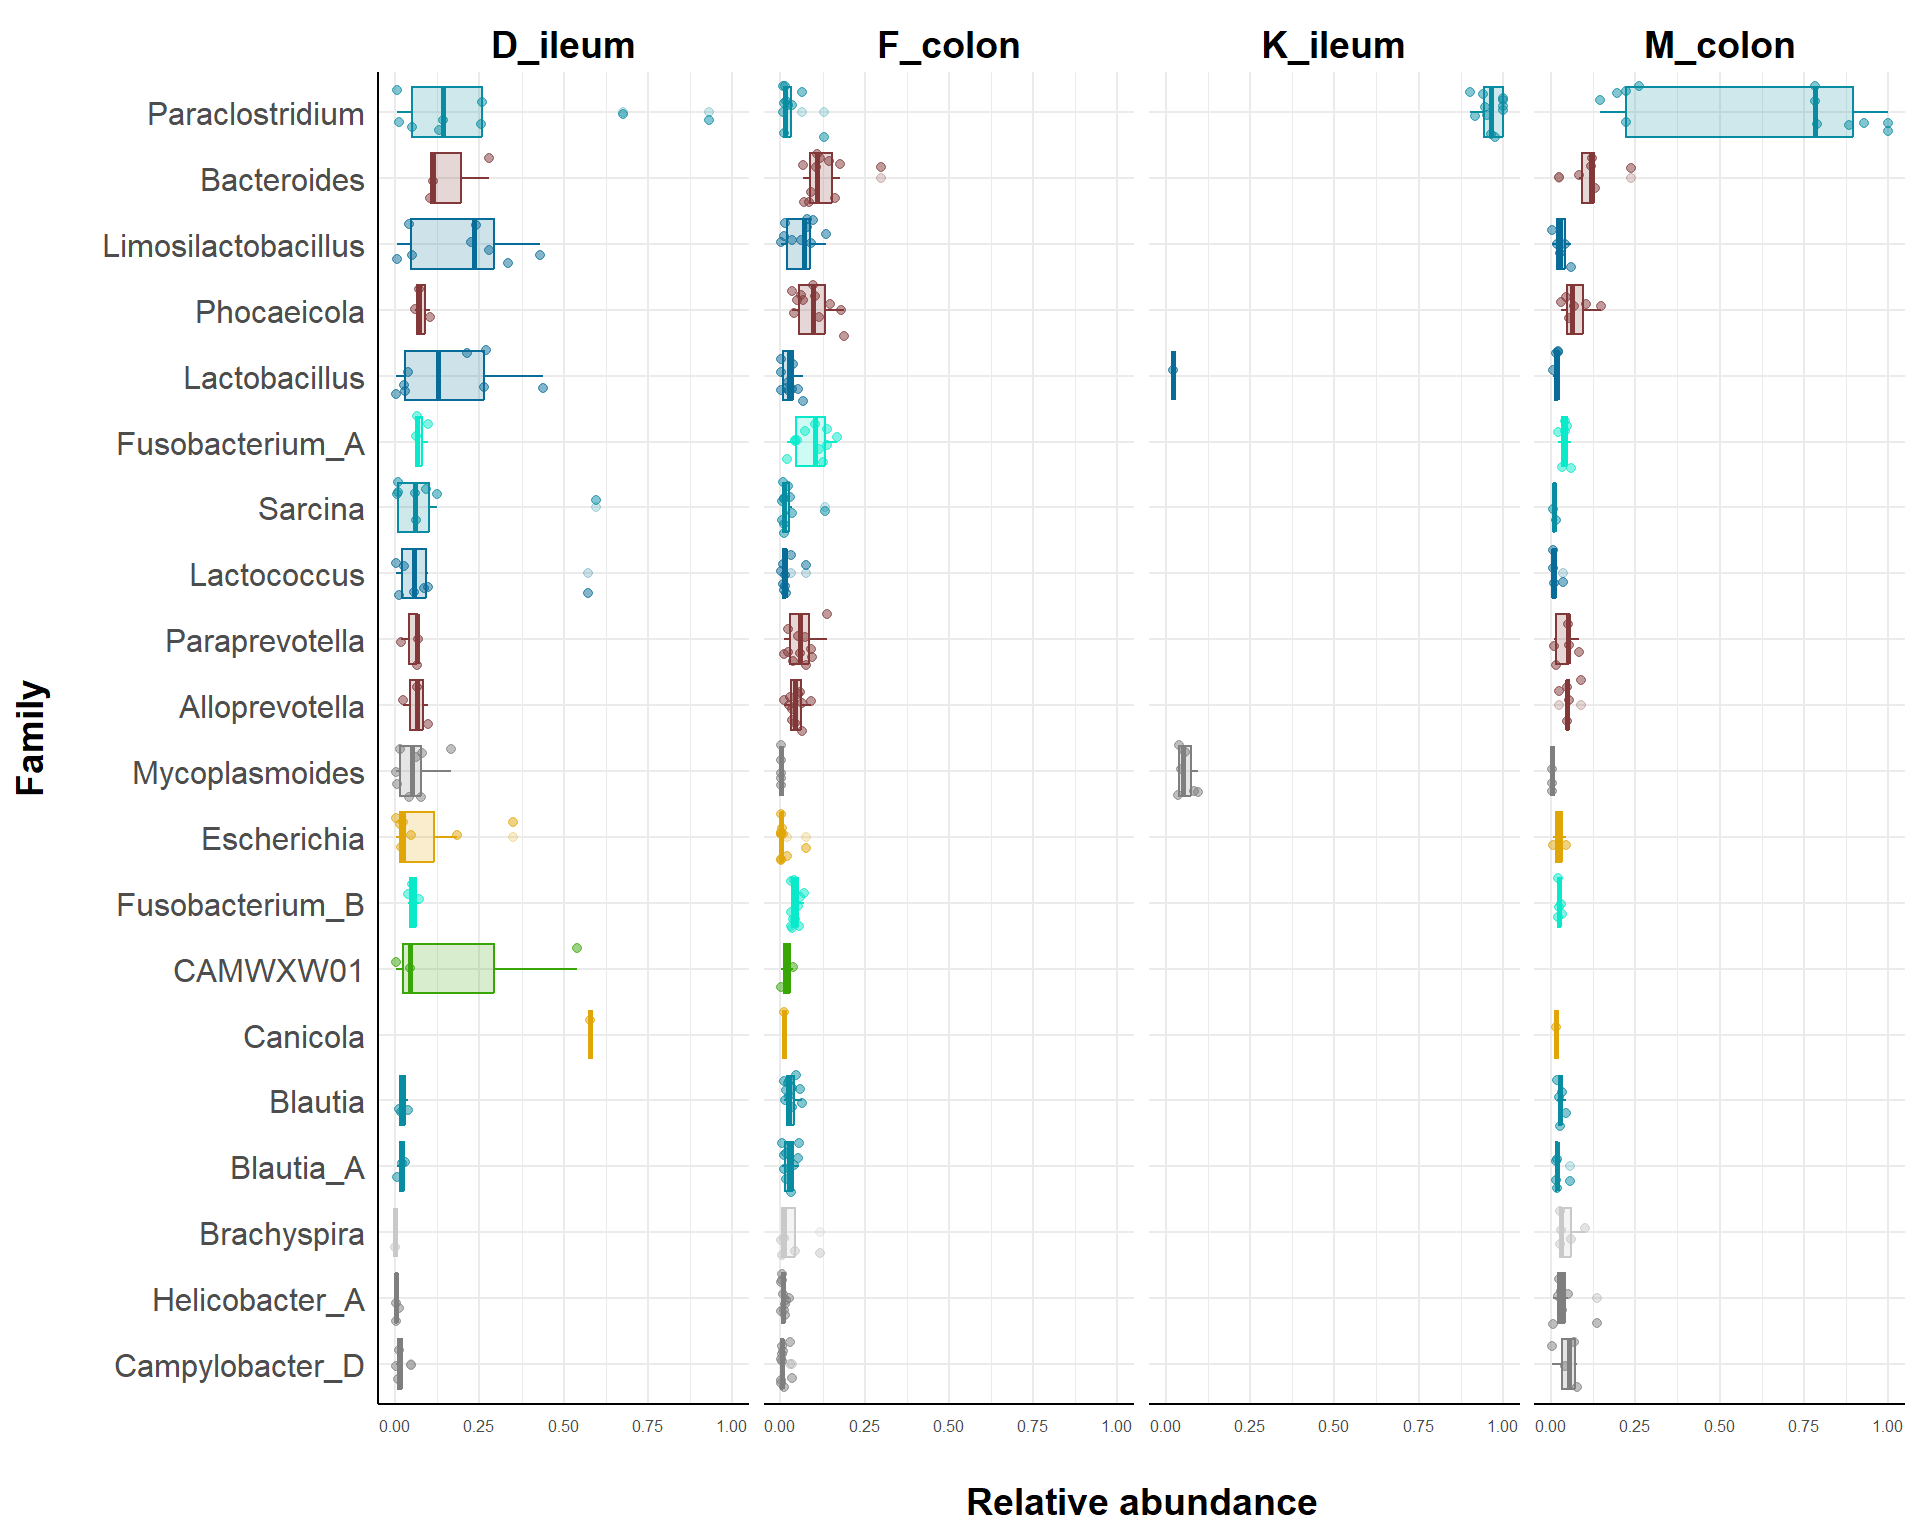 D_ileum F_colon K_ileum M_colon
Family
Paraclostridium
Bacteroides
Limosilactobacillus
Phocaeicola
Lactobacillus
Fusobacterium_A
Sarcina
Lactococcus
Paraprevotella
Alloprevotella
Mycoplasmoides
Escherichia
Fusobacterium_B
CAMWXW01
Canicola
Blautia
Blautia_A
Brachyspira
Helicobacter_A
Campylobacter_D
0.00 0.25 0.50 0.75 1.00 0.00 0.25 0.50 0.75 1.00 0.00 0.25 0.50 0.75 1.00 0.00 0.25 0.50 0.75 1.00
Relative abundance